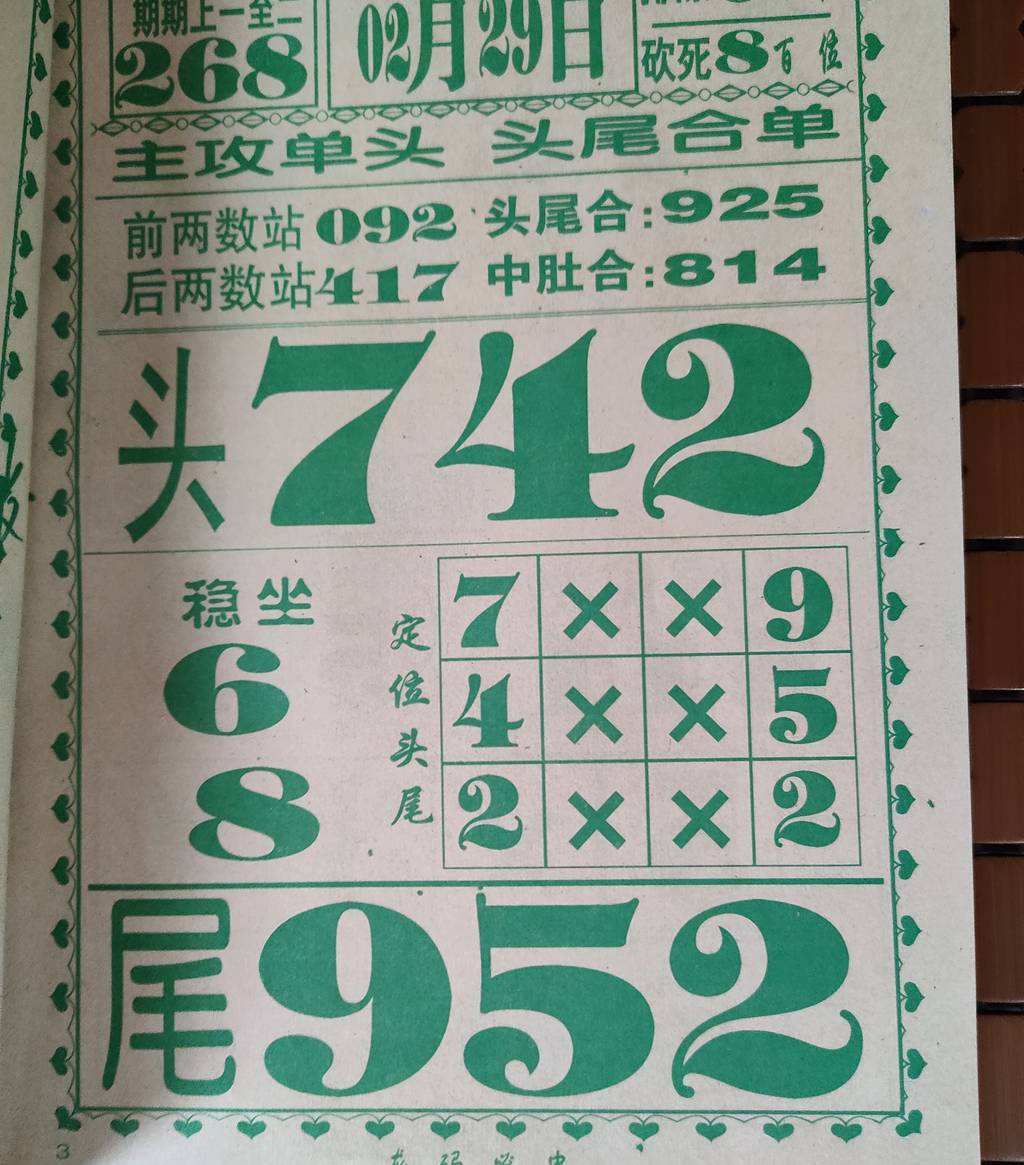 期期上一至二
268
02月29日
砍死8百位
主攻单头 头尾合单
前两数站092 头尾合:925
后两数站417 中肚合:814
头742
稳坐
6
8
定位头尾
7 × × 9
4 × × 5
2 × × 2
尾952
3